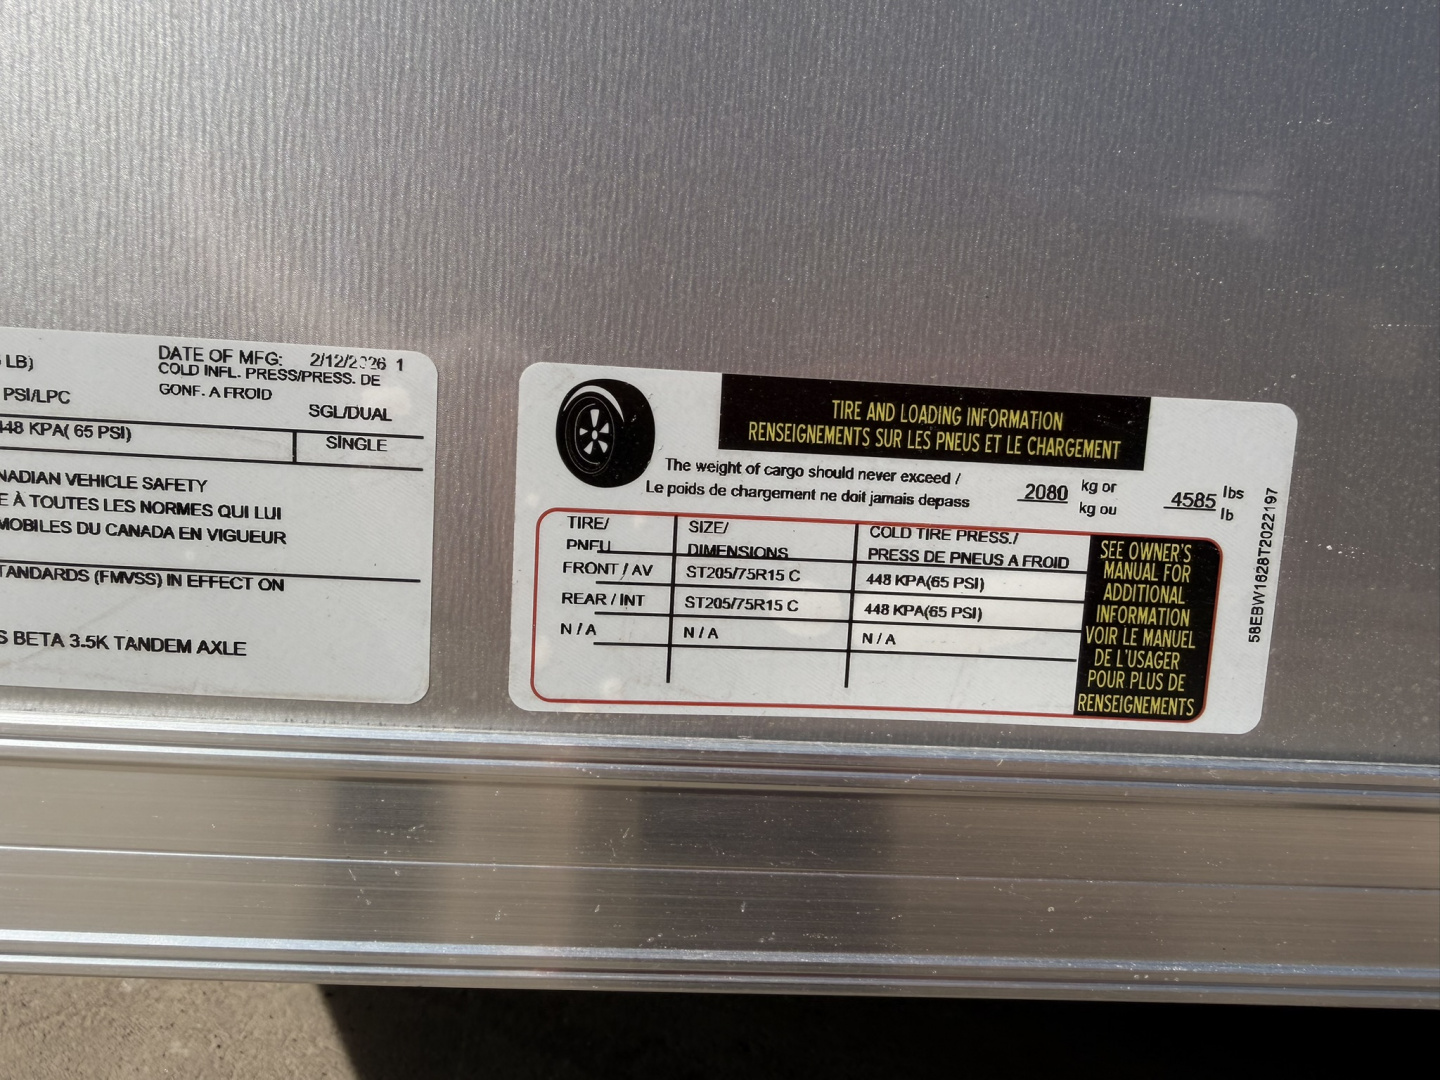 LB)
DATE OF MFG: 2/12/2026 1
COLD INFL. PRESS/PRESS. DE
PSI/LPC
GONF. A FROID
SGL/DUAL
448 KPA( 65 PSI)
SINGLE
NADIAN VEHICLE SAFETY
E À TOUTES LES NORMES QUI LUI
MOBILES DU CANADA EN VIGUEUR
TANDARDS (FMVSS) IN EFFECT ON
S BETA 3.5K TANDEM AXLE
TIRE AND LOADING INFORMATION
RENSEIGNEMENTS SUR LES PNEUS ET LE CHARGEMENT
The weight of cargo should never exceed /
Le poids de chargement ne doit jamais depass
2080 kg or
kg ou
4585 lbs
lb
TIRE/
PNEU
SIZE/
DIMENSIONS
COLD TIRE PRESS./
PRESS DE PNEUS A FROID
FRONT / AV ST205/75R15 C 448 KPA(65 PSI)
REAR / INT ST205/75R15 C 448 KPA(65 PSI)
N / A N / A N / A
SEE OWNER'S
MANUAL FOR
ADDITIONAL
INFORMATION
VOIR LE MANUEL
DE L'USAGER
POUR PLUS DE
RENSEIGNEMENTS
58EBW1828T2022197